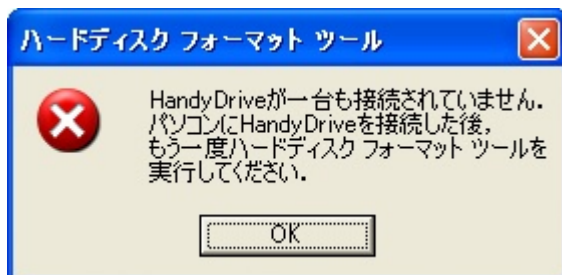 ハードディスク フォーマット ツール
HandyDriveが一台も接続されていません.
パソコンにHandyDriveを接続した後,
もう一度ハードディスク フォーマット ツールを
実行してください.
OK